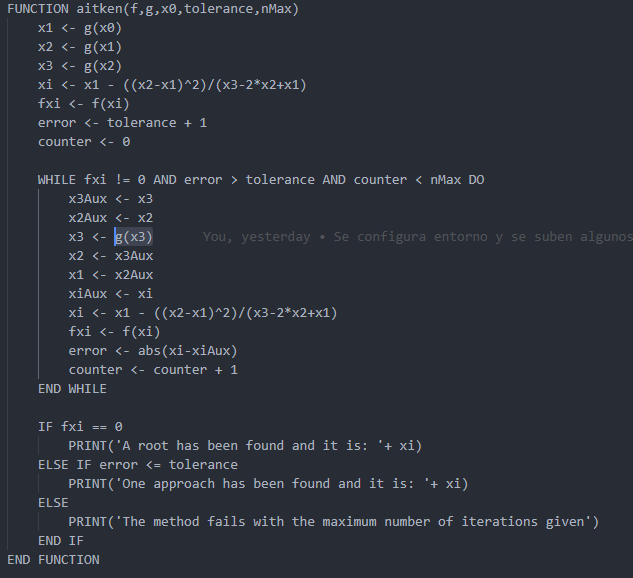 FUNCTION aitken(f,g,x0,tolerance,nMax)
    x1 <- g(x0)
    x2 <- g(x1)
    x3 <- g(x2)
    xi <- x1 - ((x2-x1)^2)/(x3-2*x2+x1)
    fxi <- f(xi)
    error <- tolerance + 1
    counter <- 0

    WHILE fxi != 0 AND error > tolerance AND counter < nMax DO
        x3Aux <- x3
        x2Aux <- x2
        x3 <- g(x3)      You, yesterday • Se configura entorno y se suben algunos
        x2 <- x3Aux
        x1 <- x2Aux
        xiAux <- xi
        xi <- x1 - ((x2-x1)^2)/(x3-2*x2+x1)
        fxi <- f(xi)
        error <- abs(xi-xiAux)
        counter <- counter + 1
    END WHILE

    IF fxi == 0
        PRINT('A root has been found and it is: '+ xi)
    ELSE IF error <= tolerance
        PRINT('One approach has been found and it is: '+ xi)
    ELSE
        PRINT('The method fails with the maximum number of iterations given')
    END IF
END FUNCTION